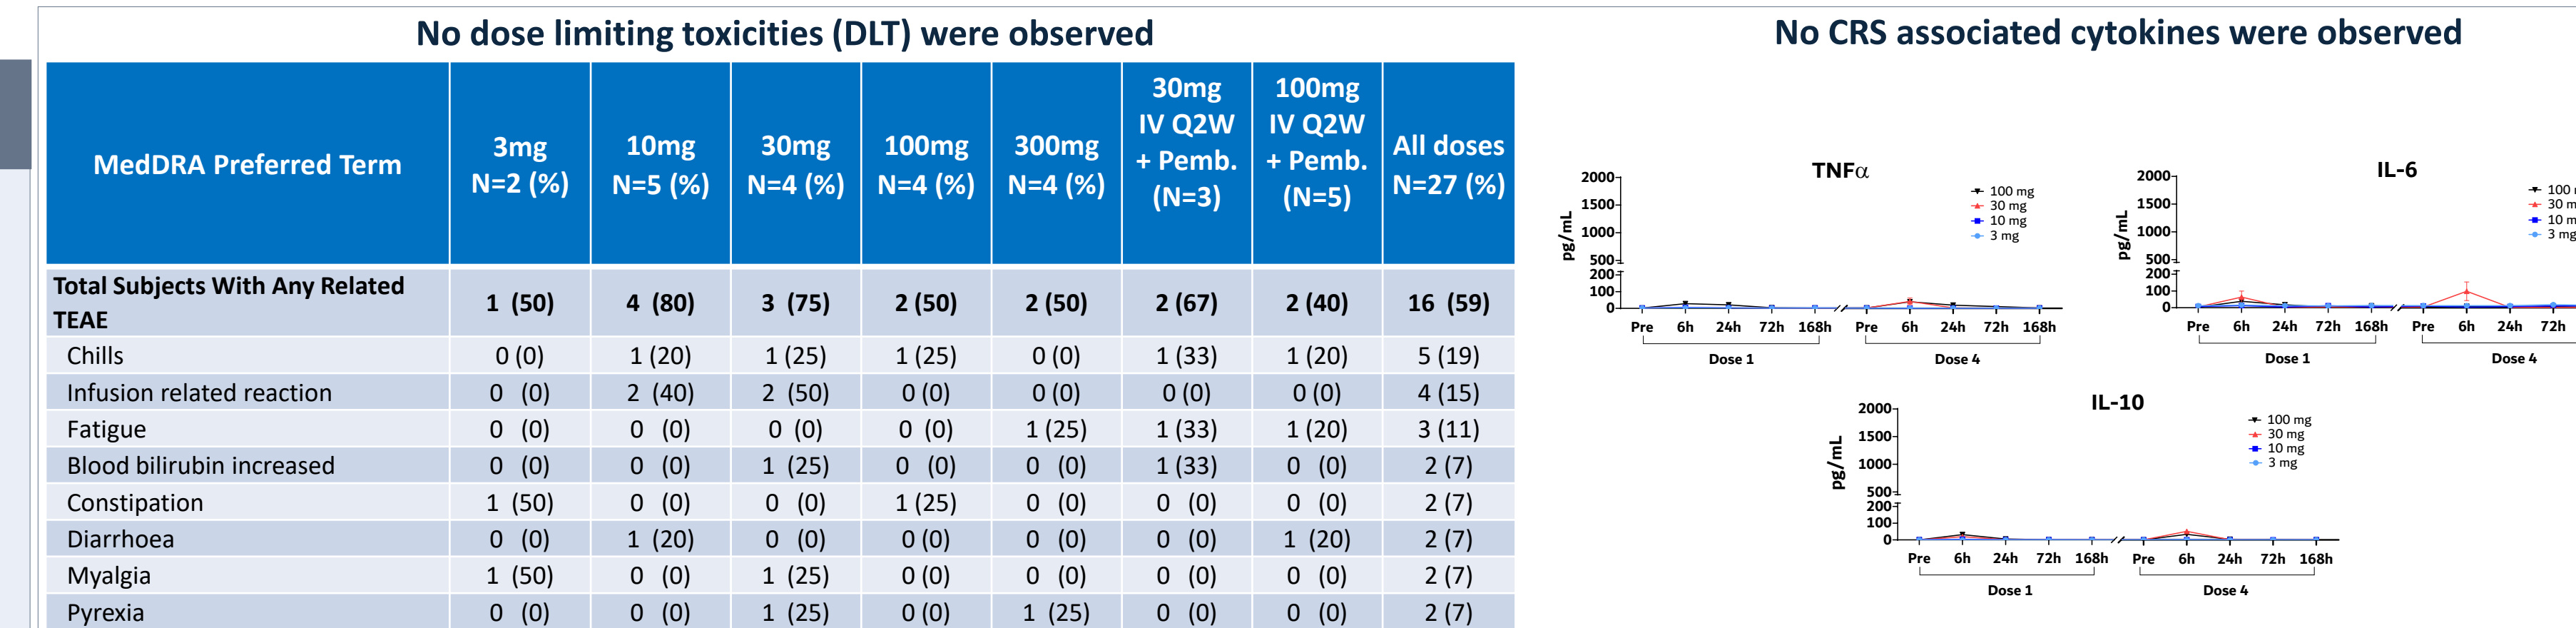 No dose limiting toxicities (DLT) were observed
MedDRA Preferred Term 3mg N=2 (%) 10mg N=5 (%) 30mg N=4 (%) 100mg N=4 (%) 300mg N=4 (%) 30mg IV Q2W + Pemb. (N=3) 100mg IV Q2W + Pemb. (N=5) All doses N=27 (%)
Total Subjects With Any Related TEAE 1 (50) 4 (80) 3 (75) 2 (50) 2 (50) 2 (67) 2 (40) 16 (59)
Chills 0 (0) 1 (20) 1 (25) 1 (25) 0 (0) 1 (33) 1 (20) 5 (19)
Infusion related reaction 0 (0) 2 (40) 2 (50) 0 (0) 0 (0) 0 (0) 0 (0) 4 (15)
Fatigue 0 (0) 0 (0) 0 (0) 0 (0) 1 (25) 1 (33) 1 (20) 3 (11)
Blood bilirubin increased 0 (0) 0 (0) 1 (25) 0 (0) 0 (0) 1 (33) 0 (0) 2 (7)
Constipation 1 (50) 0 (0) 0 (0) 1 (25) 0 (0) 0 (0) 0 (0) 2 (7)
Diarrhoea 0 (0) 1 (20) 0 (0) 0 (0) 0 (0) 0 (0) 1 (20) 2 (7)
Myalgia 1 (50) 0 (0) 1 (25) 0 (0) 0 (0) 0 (0) 0 (0) 2 (7)
Pyrexia 0 (0) 0 (0) 1 (25) 0 (0) 1 (25) 0 (0) 0 (0) 2 (7)
No CRS associated cytokines were observed
TNFα
pg/mL
2000
1500
1000
500
200
100
0
100 mg
30 mg
10 mg
3 mg
Pre 6h 24h 72h 168h Pre 6h 24h 72h 168h
Dose 1 Dose 4
IL-6
pg/mL
2000
1500
1000
500
200
100
0
100
30 m
10 m
3 mg
Pre 6h 24h 72h 168h Pre 6h 24h 72h
Dose 1 Dose 4
IL-10
pg/mL
2000
1500
1000
500
200
100
0
100 mg
30 mg
10 mg
3 mg
Pre 6h 24h 72h 168h Pre 6h 24h 72h 168h
Dose 1 Dose 4